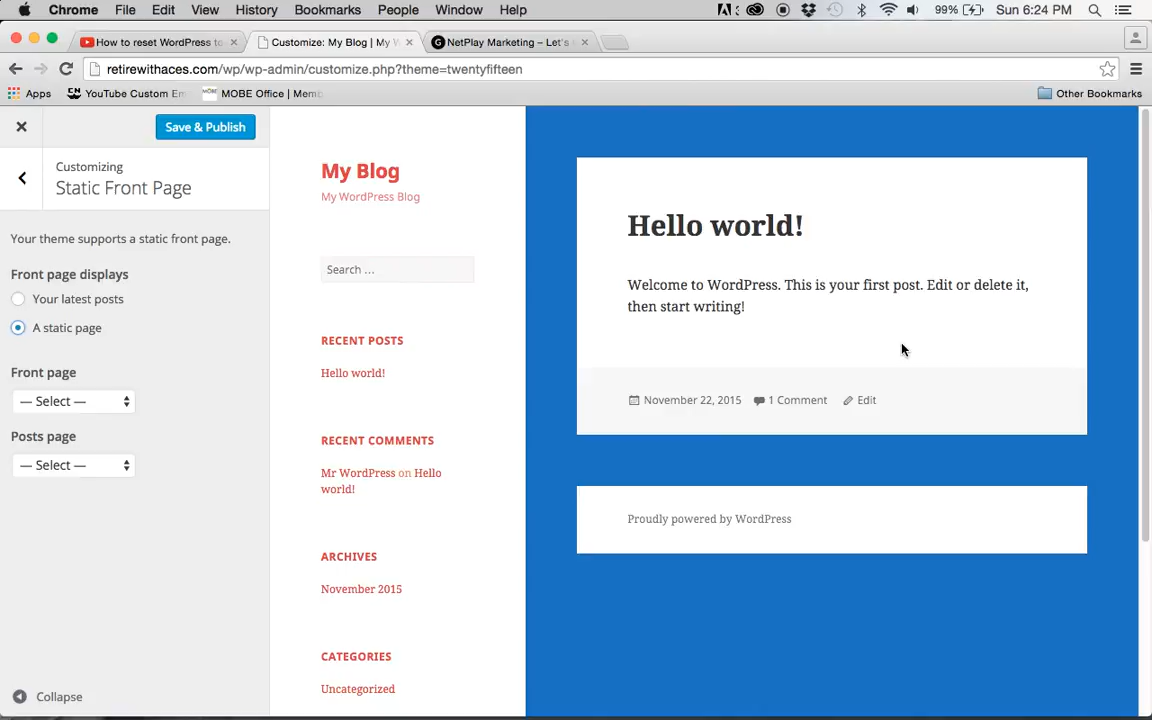 Chrome File Edit View History Bookmarks People Window Help 99% Sun 6:24 PM
How to reset WordPress to
Customize: My Blog | My W
NetPlay Marketing – Let's
retirewithaces.com/wp/wp-admin/customize.php?theme=twentyfifteen
Apps YouTube Custom Em MOBE Office | Memb Other Bookmarks
Save & Publish
Customizing
Static Front Page
Your theme supports a static front page.
Front page displays
Your latest posts
A static page
Front page
— Select —
Posts page
— Select —
Collapse
My Blog
My WordPress Blog
Search …
RECENT POSTS
Hello world!
RECENT COMMENTS
Mr WordPress on Hello
world!
ARCHIVES
November 2015
CATEGORIES
Uncategorized
Hello world!
Welcome to WordPress. This is your first post. Edit or delete it,
then start writing!
November 22, 2015 1 Comment Edit
Proudly powered by WordPress